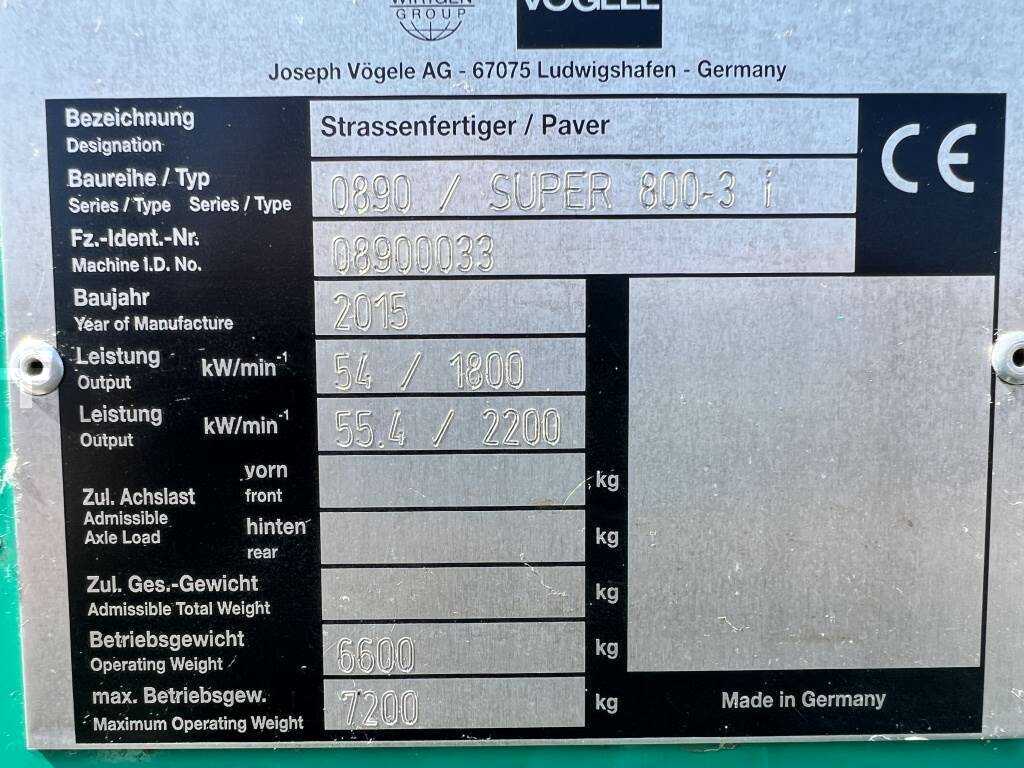 WIRTGEN
GROUP
VÖGELE
Joseph Vögele AG - 67075 Ludwigshafen - Germany
Bezeichnung
Designation
Strassenfertiger / Paver
CE
Baureihe / Typ
Series / Type Series / Type
0890 / SUPER 800-3 i
Fz.-Ident.-Nr.
Machine I.D. No.
08900033
Baujahr
Year of Manufacture
2015
Leistung
Output
kW/min-1
54 / 1800
Leistung
Output
kW/min-1
55.4 / 2200
Zul. Achslast
Admissible
Axle Load
vorn
front
kg
hinten
rear
kg
Zul. Ges.-Gewicht
Admissible Total Weight
kg
Betriebsgewicht
Operating Weight
6600
kg
max. Betriebsgew.
Maximum Operating Weight
7200
kg
Made in Germany